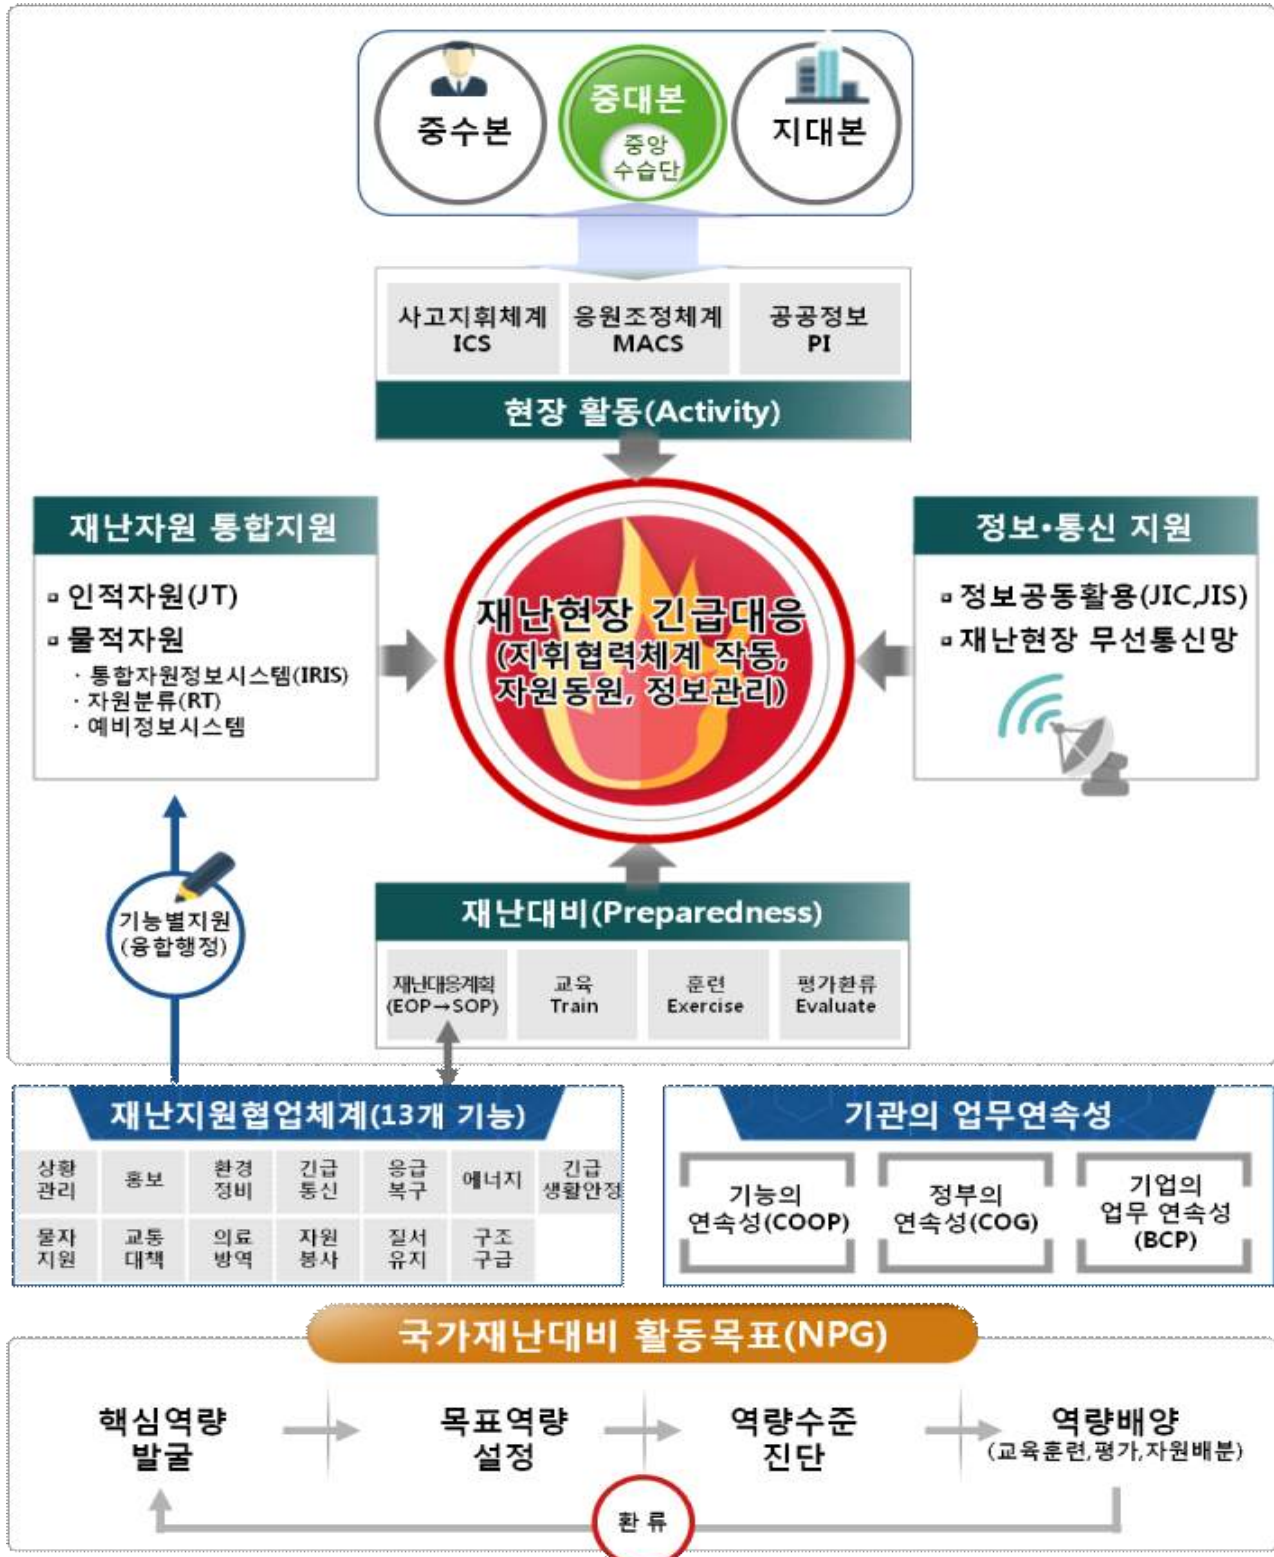 중수본
중대본
중앙
수습단
지대본
사고지휘체계
ICS
응원조정체계
MACS
공공정보
PI
현장 활동(Activity)
재난자원 통합지원
인적자원(JT)
물적자원
· 통합자원정보시스템(IRIS)
· 자원분류(RT)
· 예비정보시스템
재난현장 긴급대응
(지휘협력체계 작동,
자원동원, 정보관리)
정보•통신 지원
정보공동활용(JIC,JIS)
재난현장 무선통신망
기능별지원
(융합행정)
재난대비(Preparedness)
재난대응계획
(EOP→SOP)
교육
Train
훈련
Exercise
평가환류
Evaluate
재난지원협업체계(13개 기능)
상황
관리
홍보
환경
정비
긴급
통신
응급
복구
에너지
긴급
생활안정
물자
지원
교통
대책
의료
방역
자원
봉사
질서
유지
구조
구급
기관의 업무연속성
기능의
연속성(COOP)
정부의
연속성(COG)
기업의
업무 연속성
(BCP)
국가재난대비 활동목표(NPG)
핵심역량
발굴
목표역량
설정
역량수준
진단
역량배양
(교육훈련,평가,자원배분)
환 류